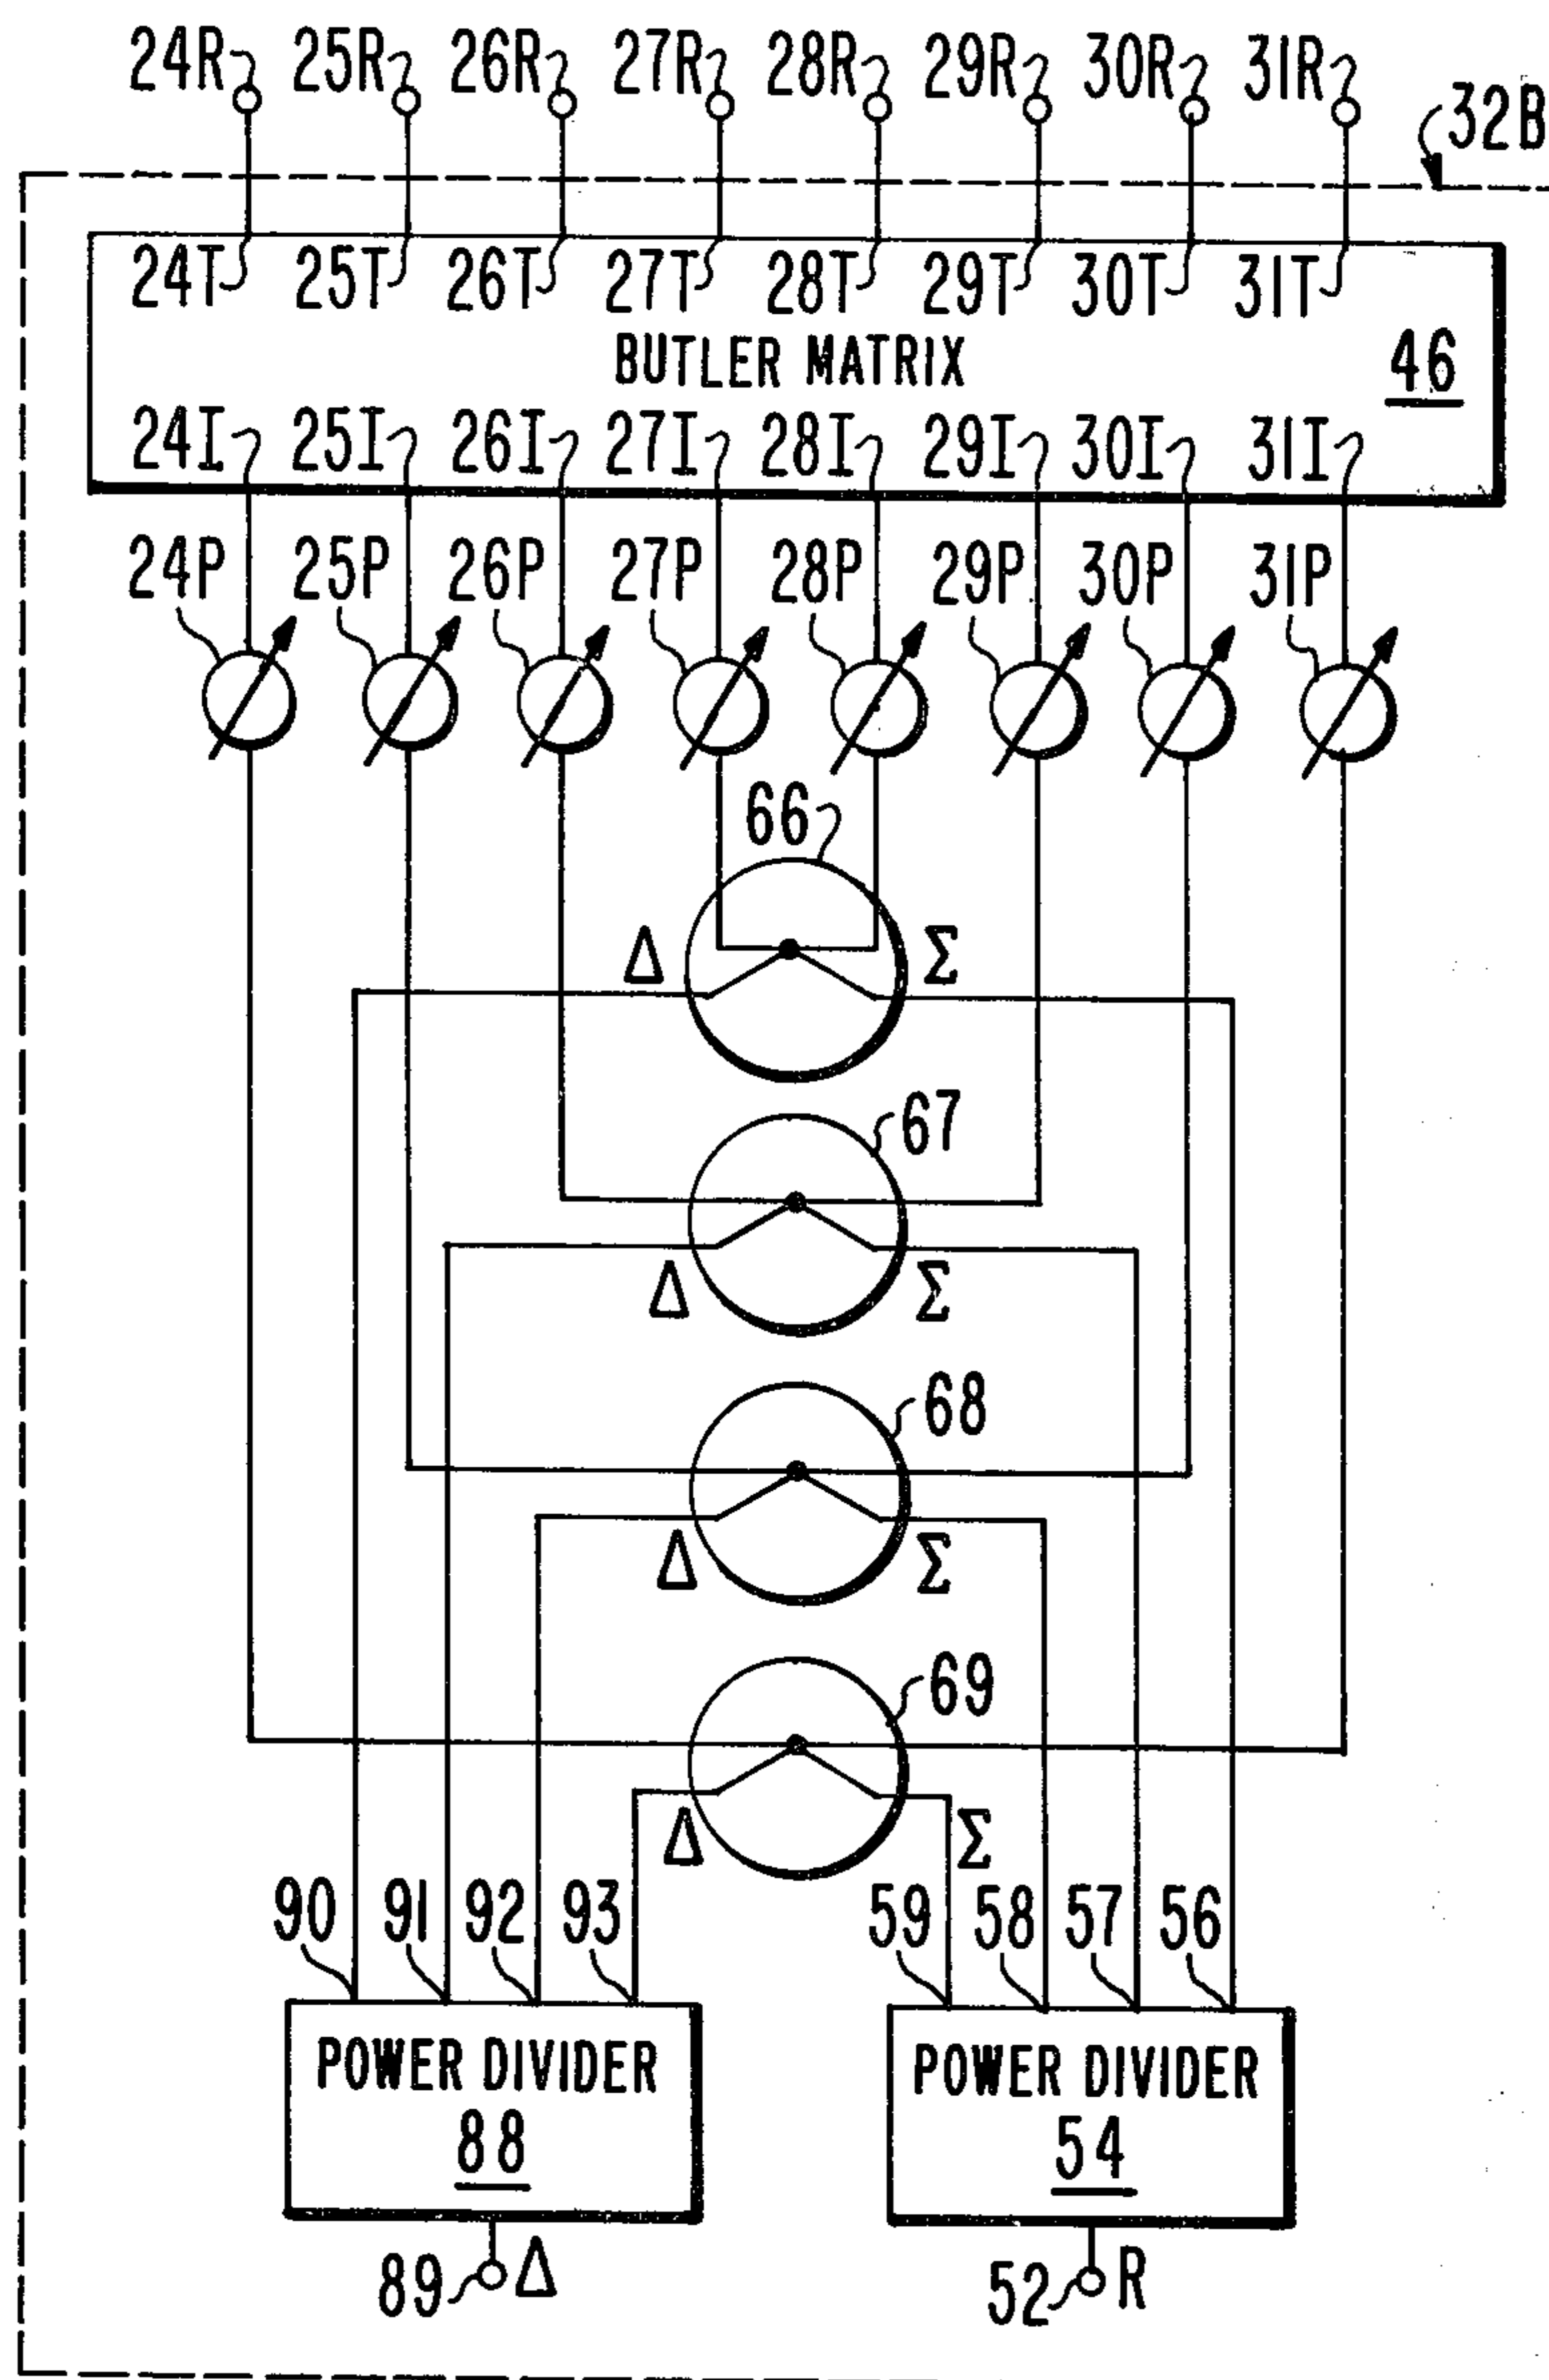 24R 25R 26R 27R 28R 29R 30R 31R
32B
24T 25T 26T 27T 28T 29T 30T 31T
BUTLER MATRIX
46
24I 25I 26I 27I 28I 29I 30I 31I
24P 25P 26P 27P 28P 29P 30P 31P
66
Δ Σ
67
Δ Σ
68
Δ Σ
69
Δ Σ
90 91 92 93 59 58 57 56
POWER DIVIDER POWER DIVIDER
88 54
89 Δ 52 R